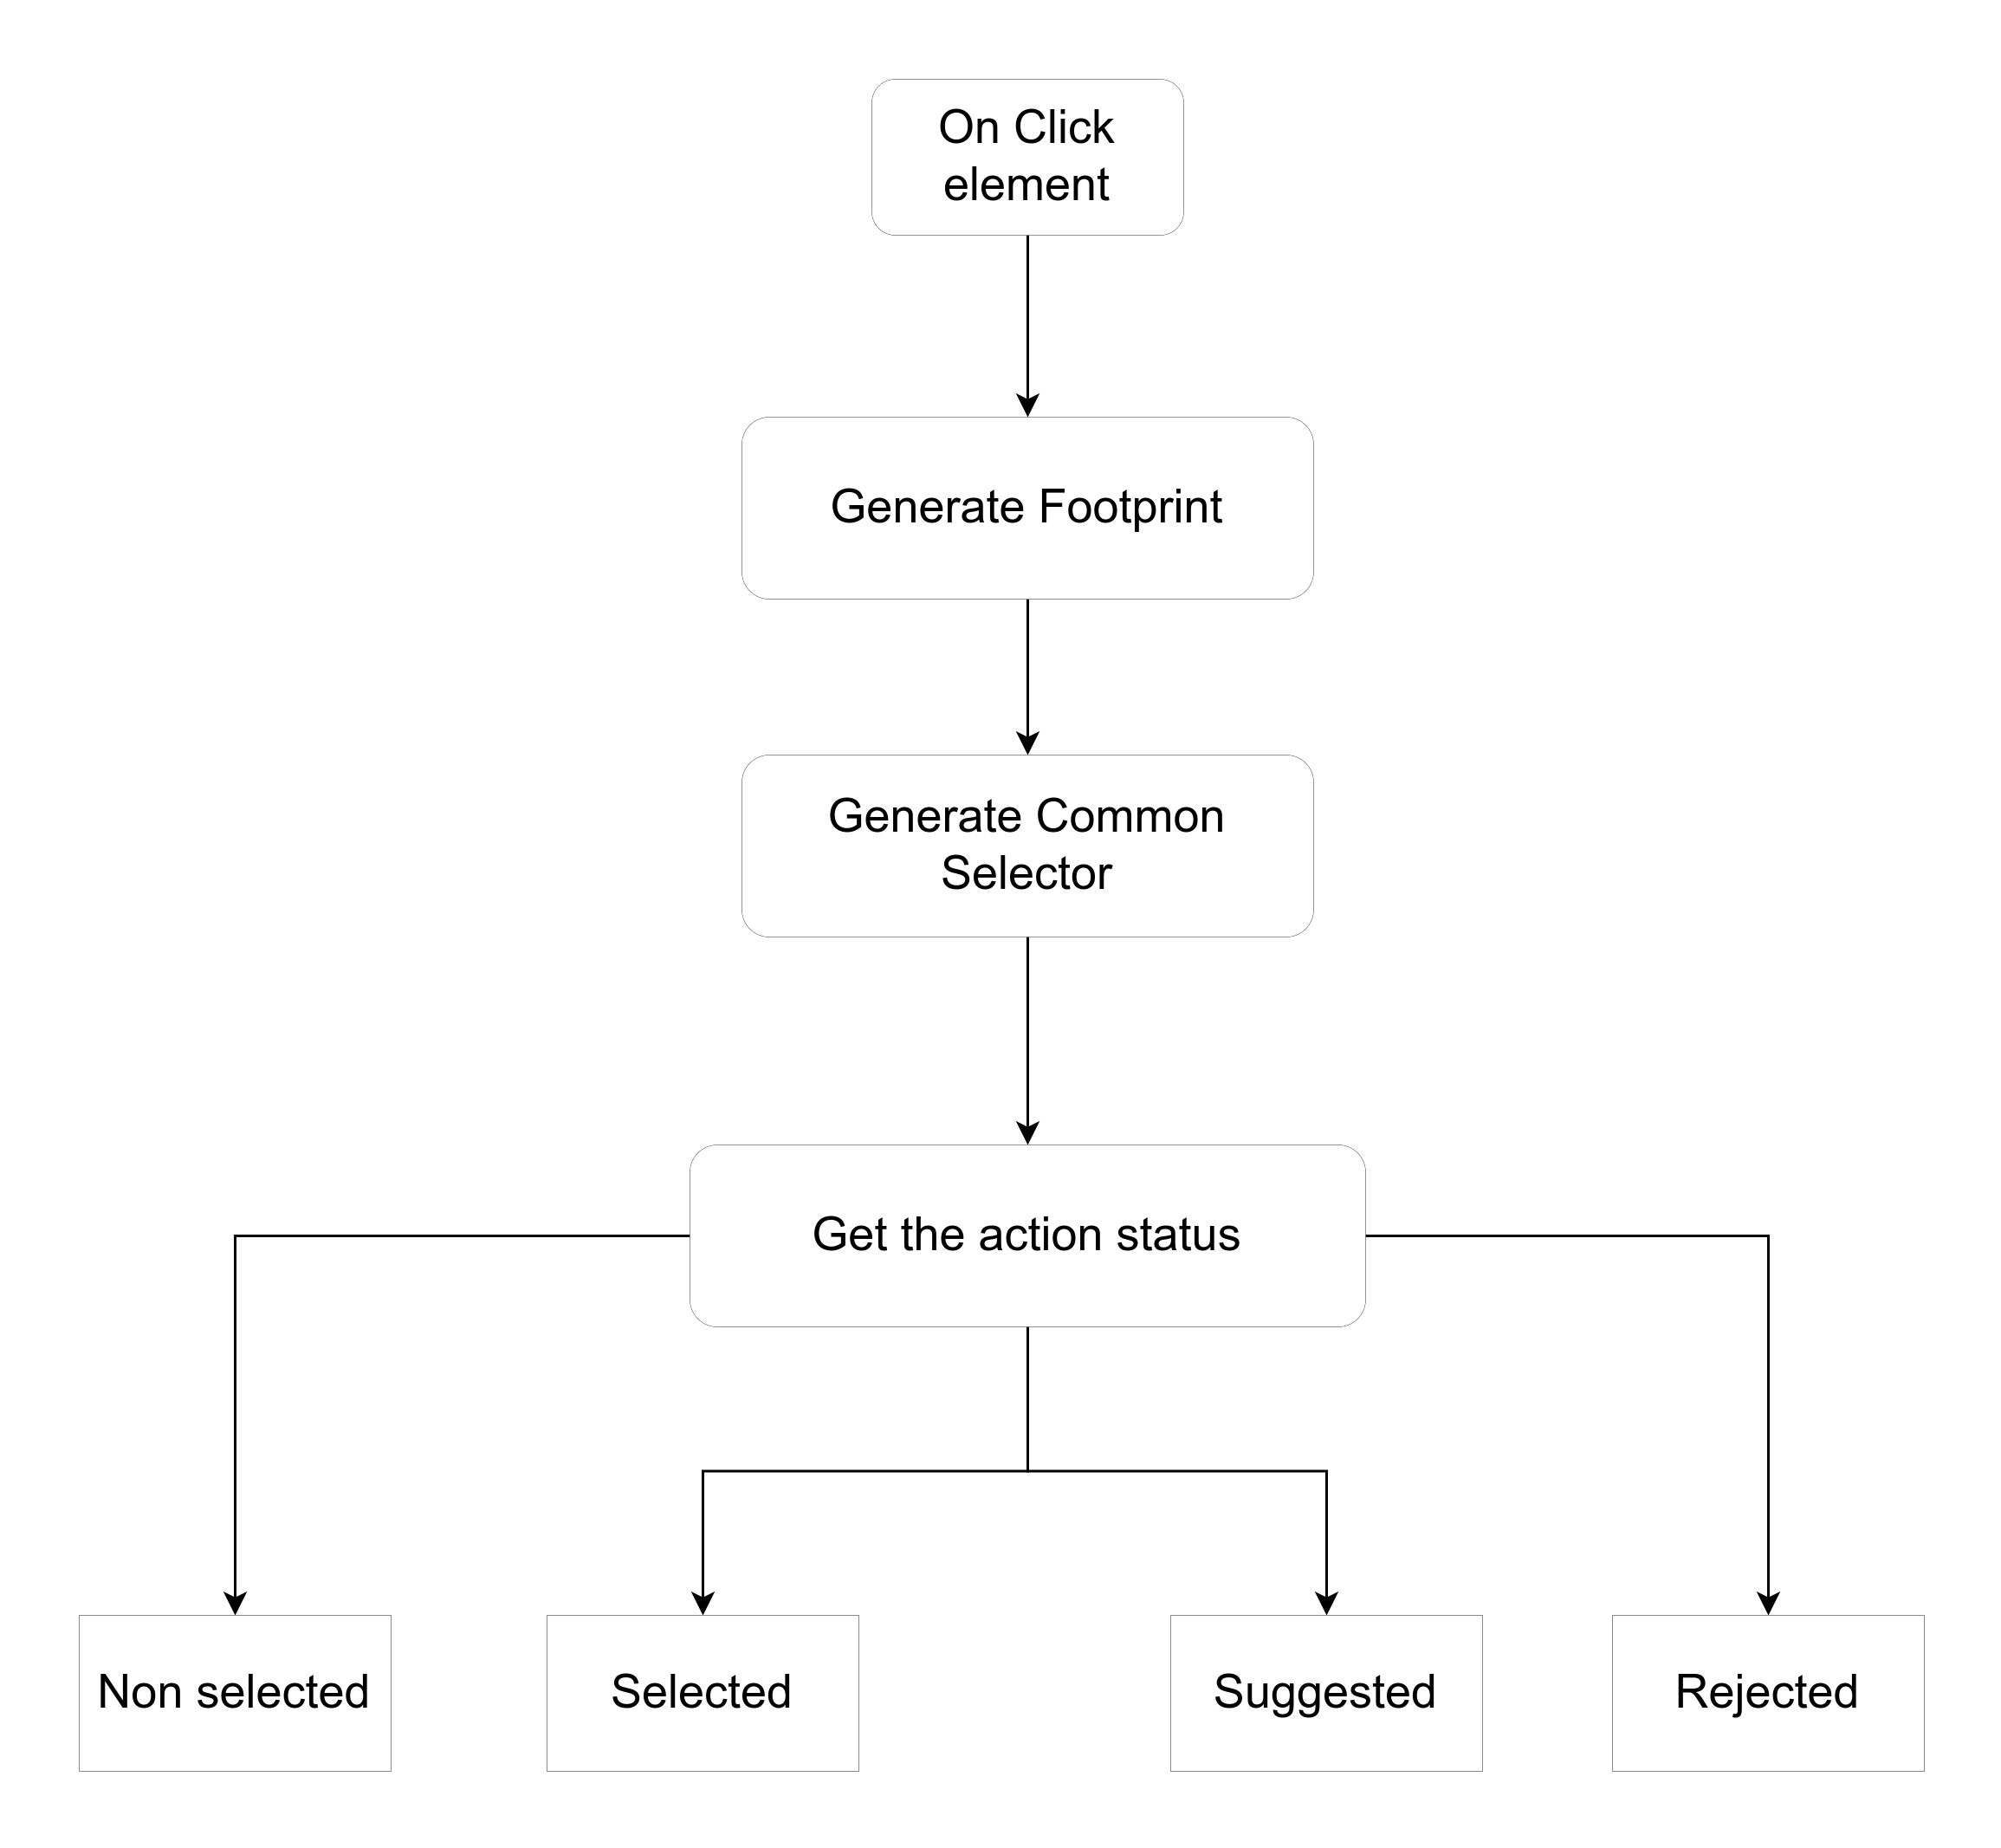 On Click
element
Generate Footprint
Generate Common
Selector
Get the action status
Non selected
Selected
Suggested
Rejected